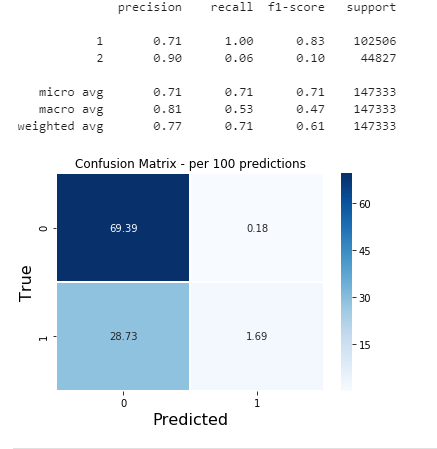 precision recall f1-score support
1 0.71 1.00 0.83 102506
2 0.90 0.06 0.10 44827
micro avg 0.71 0.71 0.71 147333
macro avg 0.81 0.53 0.47 147333
weighted avg 0.77 0.71 0.61 147333
Confusion Matrix - per 100 predictions
0 69.39 0.18
1 28.73 1.69
True
0 1
Predicted
60
45
30
15